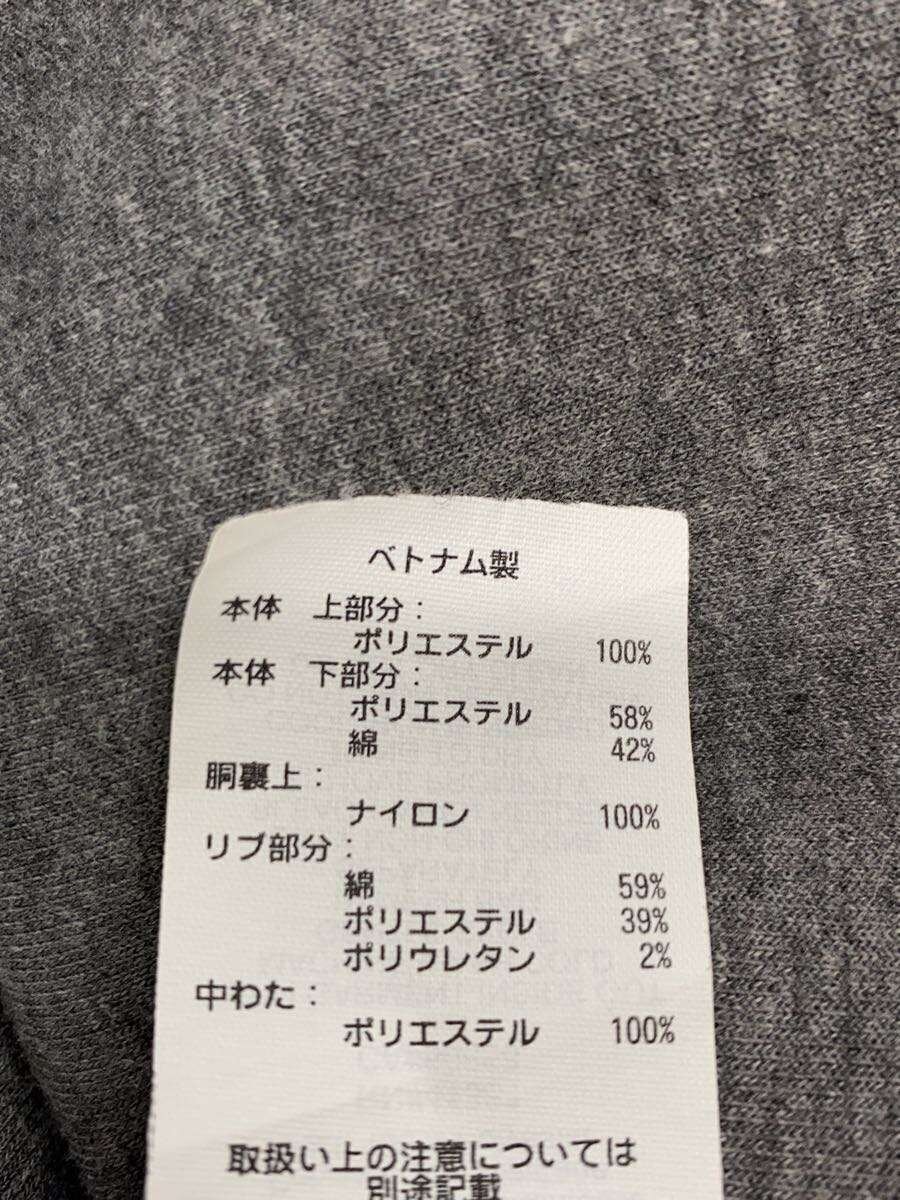 ベトナム製
本体　上部分：
ポリエステル 100%
本体　下部分：
ポリエステル 58%
綿 42%
胴裏上：
ナイロン 100%
リブ部分：
綿 59%
ポリエステル 39%
ポリウレタン 2%
中わた：
ポリエステル 100%
取扱い上の注意については
別途記載